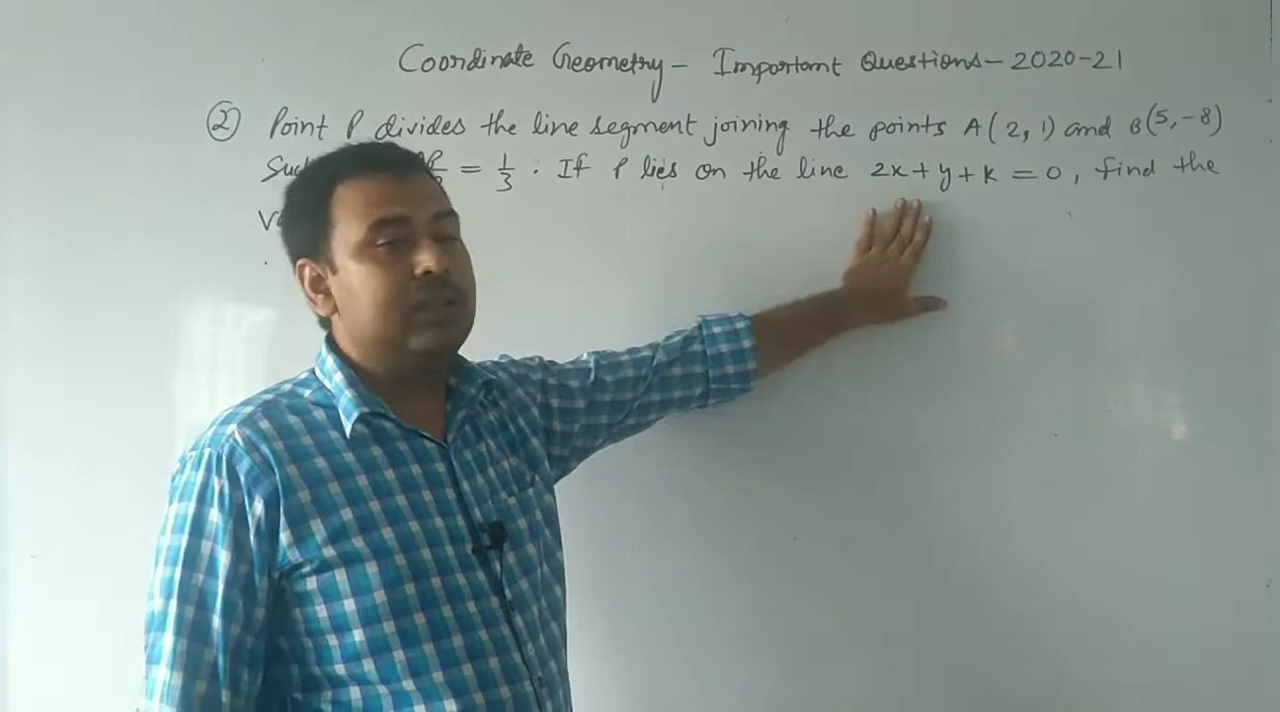 Coordinate Geometry - Important Questions - 2020-21
② Point P divides the line segment joining the points A(2, 1) and B(5, -8)
= 1/3 . If P lies on the line 2x + y + k = 0, find the